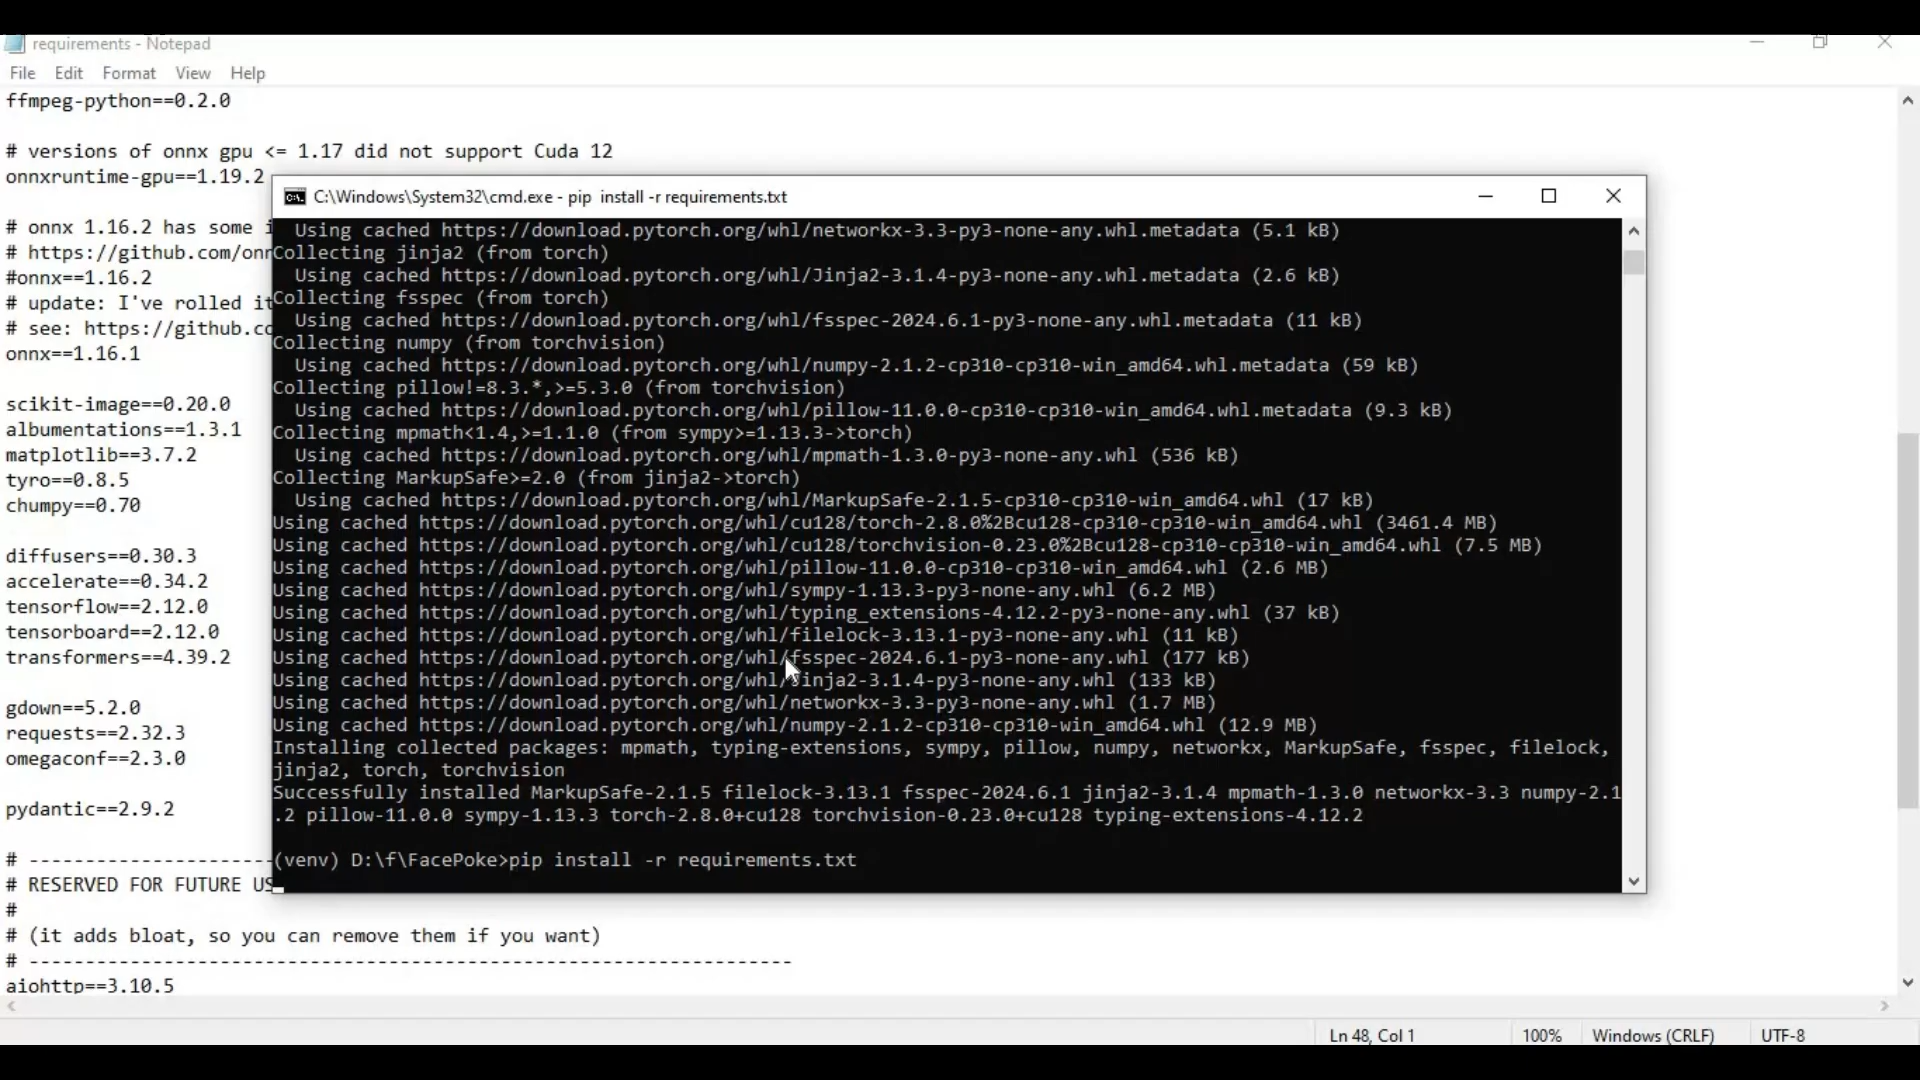 requirements - Notepad
File Edit Format View Help
ffmpeg-python==0.2.0
# versions of onnx gpu <= 1.17 did not support Cuda 12
onnxruntime-gpu==1.19.2
# onnx 1.16.2 has some i
# https://github.com/onn
#onnx==1.16.2
# update: I've rolled it
# see: https://github.co
onnx==1.16.1
scikit-image==0.20.0
albumentations==1.3.1
matplotlib==3.7.2
tyro==0.8.5
chumpy==0.70
diffusers==0.30.3
accelerate==0.34.2
tensorflow==2.12.0
tensorboard==2.12.0
transformers==4.39.2
gdown==5.2.0
requests==2.32.3
omegaconf==2.3.0
pydantic==2.9.2
# ----------------------
# RESERVED FOR FUTURE US
#
# (it adds bloat, so you can remove them if you want)
# --------------------------------------------------------------------
aiohttp==3.10.5
C:\Windows\System32\cmd.exe - pip  install -r requirements.txt
Using cached https://download.pytorch.org/whl/networkx-3.3-py3-none-any.whl.metadata (5.1 kB)
Collecting jinja2 (from torch)
Using cached https://download.pytorch.org/whl/Jinja2-3.1.4-py3-none-any.whl.metadata (2.6 kB)
Collecting fsspec (from torch)
Using cached https://download.pytorch.org/whl/fsspec-2024.6.1-py3-none-any.whl.metadata (11 kB)
Collecting numpy (from torchvision)
Using cached https://download.pytorch.org/whl/numpy-2.1.2-cp310-cp310-win_amd64.whl.metadata (59 kB)
Collecting pillow!=8.3.*,>=5.3.0 (from torchvision)
Using cached https://download.pytorch.org/whl/pillow-11.0.0-cp310-cp310-win_amd64.whl.metadata (9.3 kB)
Collecting mpmath<1.4,>=1.1.0 (from sympy>=1.13.3->torch)
Using cached https://download.pytorch.org/whl/mpmath-1.3.0-py3-none-any.whl (536 kB)
Collecting MarkupSafe>=2.0 (from jinja2->torch)
Using cached https://download.pytorch.org/whl/MarkupSafe-2.1.5-cp310-cp310-win_amd64.whl (17 kB)
Using cached https://download.pytorch.org/whl/cu128/torch-2.8.0%2Bcu128-cp310-cp310-win_amd64.whl (3461.4 MB)
Using cached https://download.pytorch.org/whl/cu128/torchvision-0.23.0%2Bcu128-cp310-cp310-win_amd64.whl (7.5 MB)
Using cached https://download.pytorch.org/whl/pillow-11.0.0-cp310-cp310-win_amd64.whl (2.6 MB)
Using cached https://download.pytorch.org/whl/sympy-1.13.3-py3-none-any.whl (6.2 MB)
Using cached https://download.pytorch.org/whl/typing_extensions-4.12.2-py3-none-any.whl (37 kB)
Using cached https://download.pytorch.org/whl/filelock-3.13.1-py3-none-any.whl (11 kB)
Using cached https://download.pytorch.org/whl/fsspec-2024.6.1-py3-none-any.whl (177 kB)
Using cached https://download.pytorch.org/whl/Jinja2-3.1.4-py3-none-any.whl (133 kB)
Using cached https://download.pytorch.org/whl/networkx-3.3-py3-none-any.whl (1.7 MB)
Using cached https://download.pytorch.org/whl/numpy-2.1.2-cp310-cp310-win_amd64.whl (12.9 MB)
Installing collected packages: mpmath, typing-extensions, sympy, pillow, numpy, networkx, MarkupSafe, fsspec, filelock,
jinja2, torch, torchvision
Successfully installed MarkupSafe-2.1.5 filelock-3.13.1 fsspec-2024.6.1 jinja2-3.1.4 mpmath-1.3.0 networkx-3.3 numpy-2.1
.2 pillow-11.0.0 sympy-1.13.3 torch-2.8.0+cu128 torchvision-0.23.0+cu128 typing-extensions-4.12.2
(venv) D:\f\FacePoke>pip install -r requirements.txt
Ln 48, Col 1 100% Windows (CRLF) UTF-8